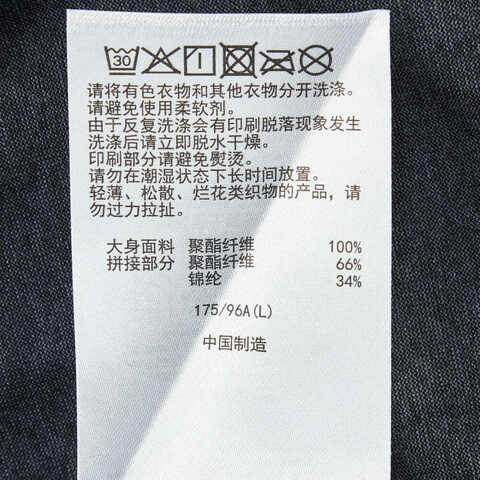 30
请将有色衣物和其他衣物分开洗涤。
请避免使用柔软剂。
由于反复洗涤会有印刷脱落现象发生
洗涤后请立即脱水干燥。
印刷部分请避免熨烫。
请勿在潮湿状态下长时间放置。
轻薄、松散、烂花类织物的产品，请
勿过力拉扯。
大身面料 聚酯纤维 100%
拼接部分 聚酯纤维 66%
锦纶 34%
175/96A(L)
中国制造